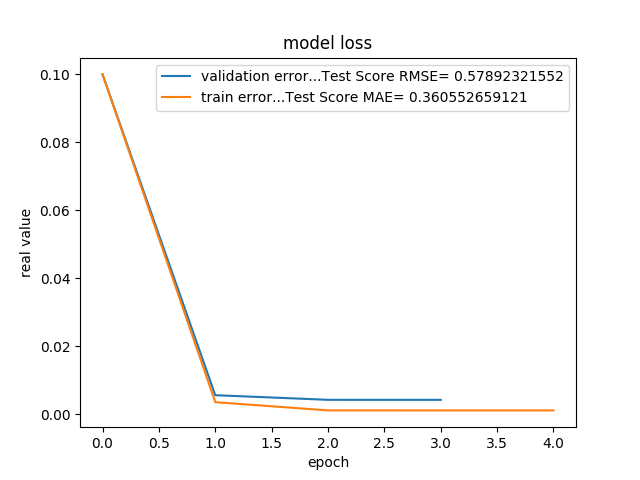 model loss
validation error...Test Score RMSE= 0.57892321552
train error...Test Score MAE= 0.360552659121
real value
0.10
0.08
0.06
0.04
0.02
0.00
0.0 0.5 1.0 1.5 2.0 2.5 3.0 3.5 4.0
epoch